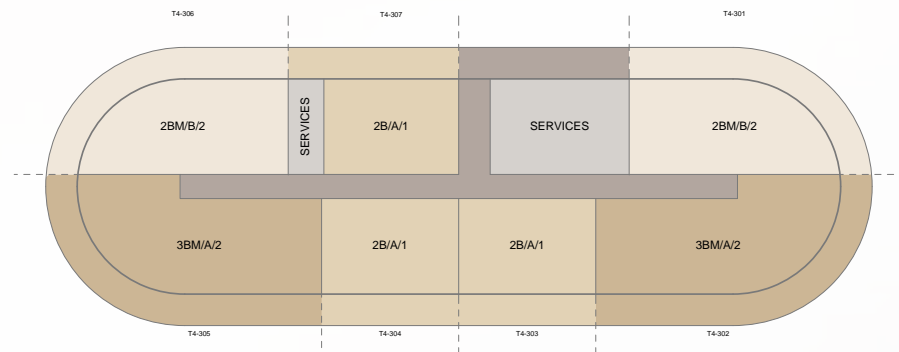 T4-306
T4-307
T4-301
2BM/B/2
SERVICES
2B/A/1
SERVICES
2BM/B/2
3BM/A/2
2B/A/1
2B/A/1
3BM/A/2
T4-305
T4-304
T4-303
T4-302